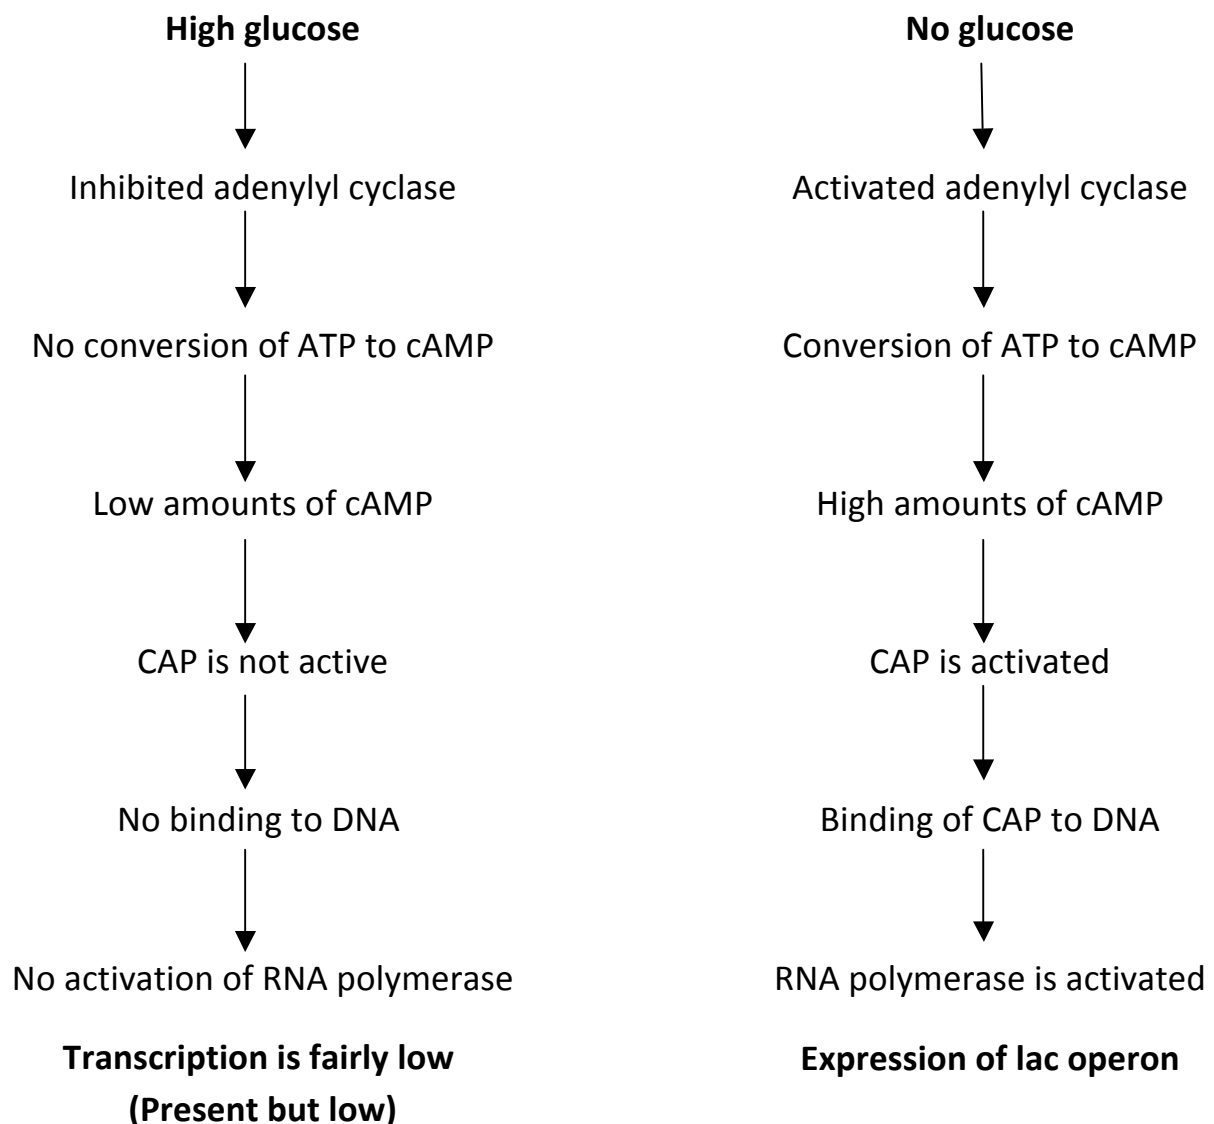 High glucose
Inhibited adenylyl cyclase
No conversion of ATP to cAMP
Low amounts of cAMP
CAP is not active
No binding to DNA
No activation of RNA polymerase
Transcription is fairly low
(Present but low)
No glucose
Activated adenylyl cyclase
Conversion of ATP to cAMP
High amounts of cAMP
CAP is activated
Binding of CAP to DNA
RNA polymerase is activated
Expression of lac operon